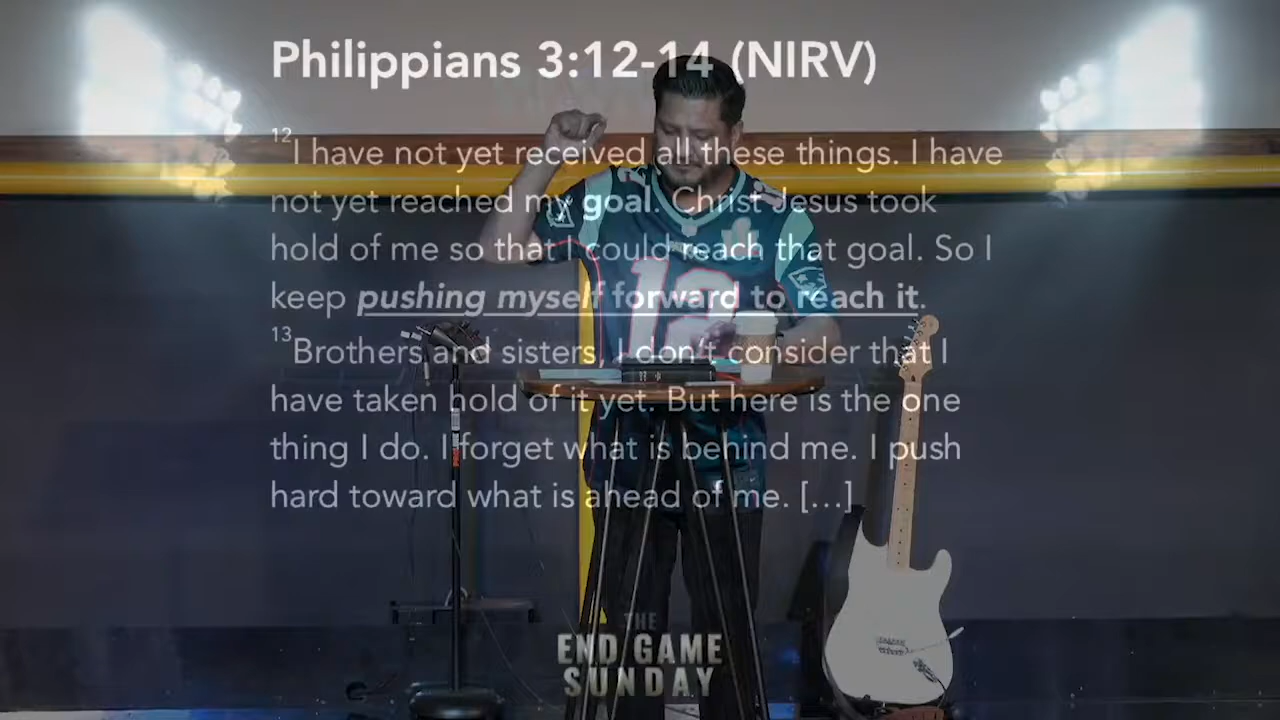 Philippians 3:12-14 (NIRV)
12I have not yet received all these things. I have
not yet reached my goal. Christ Jesus took
hold of me so that I could reach that goal. So I
keep pushing myself forward to reach it.
13Brothers and sisters, I don't consider that I
have taken hold of it yet. But here is the one
thing I do. I forget what is behind me. I push
hard toward what is ahead of me. […]
12
THE
END GAME
SUNDAY